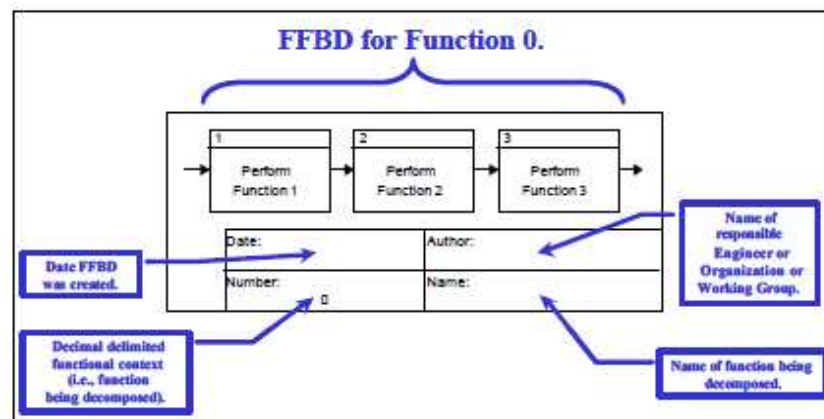 FFBD for Function 0.
1
Perform
Function 1
2
Perform
Function 2
3
Perform
Function 3
Date:
Author:
Number:
0
Name:
Date FFBD
was created.
Name of
responsible
Engineer or
Organization or
Working Group.
Decimal delimited
functional context
(i.e., function
being decomposed).
Name of function being
decomposed.